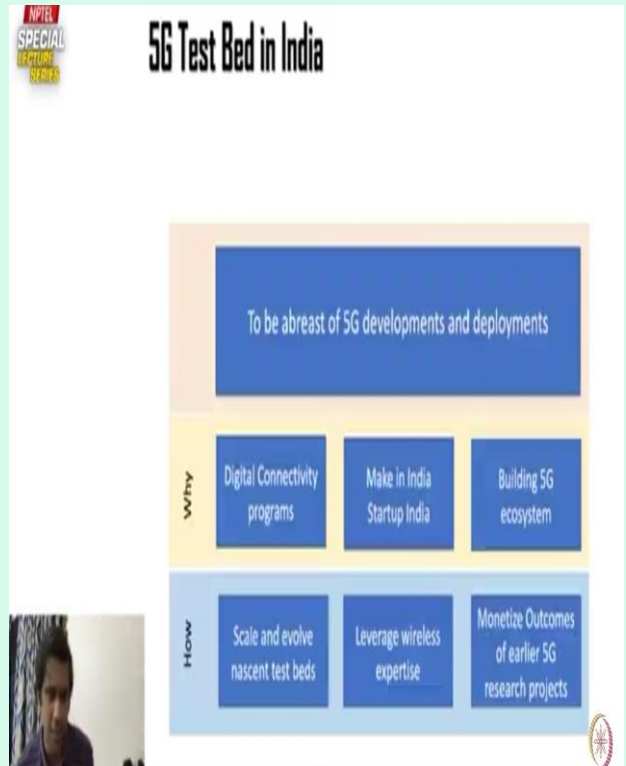 NPTEL
SPECIAL
LECTURE
SERIES
5G Test Bed in India
To be abreast of 5G developments and deployments
Why
Digital Connectivity
programs
Make in India
Startup India
Building 5G
ecosystem
How
Scale and evolve
nascent test beds
Leverage wireless
expertise
Monetize Outcomes
of earlier 5G
research projects